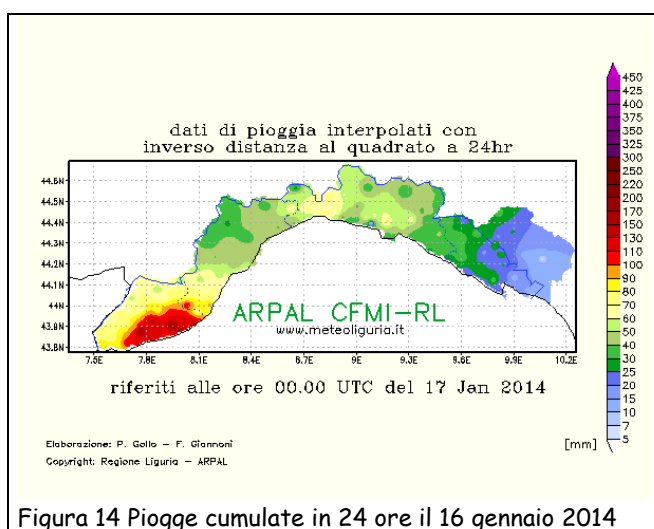 dati di pioggia interpolati con
inverso distanza al quadrato a 24hr
450
425
400
375
350
325
300
250
220
200
170
150
130
110
100
90
80
70
60
50
40
30
25
20
15
10
7
5
[mm]
44.6N
44.5N
44.4N
44.3N
44.2N
44.1N
44N
43.9N
43.8N
7.5E 7.8E 8.1E 8.4E 8.7E 9E 9.3E 9.6E 9.9E 10.2E
ARPAL CFMI-RL
www.meteoliguria.it
riferiti alle ore 00.00 UTC del 17 Jan 2014
Elaborazione: P. Gollo - F. Giannoni
Copyright: Regione Liguria - ARPAL
Figura 14 Piogge cumulate in 24 ore il 16 gennaio 2014